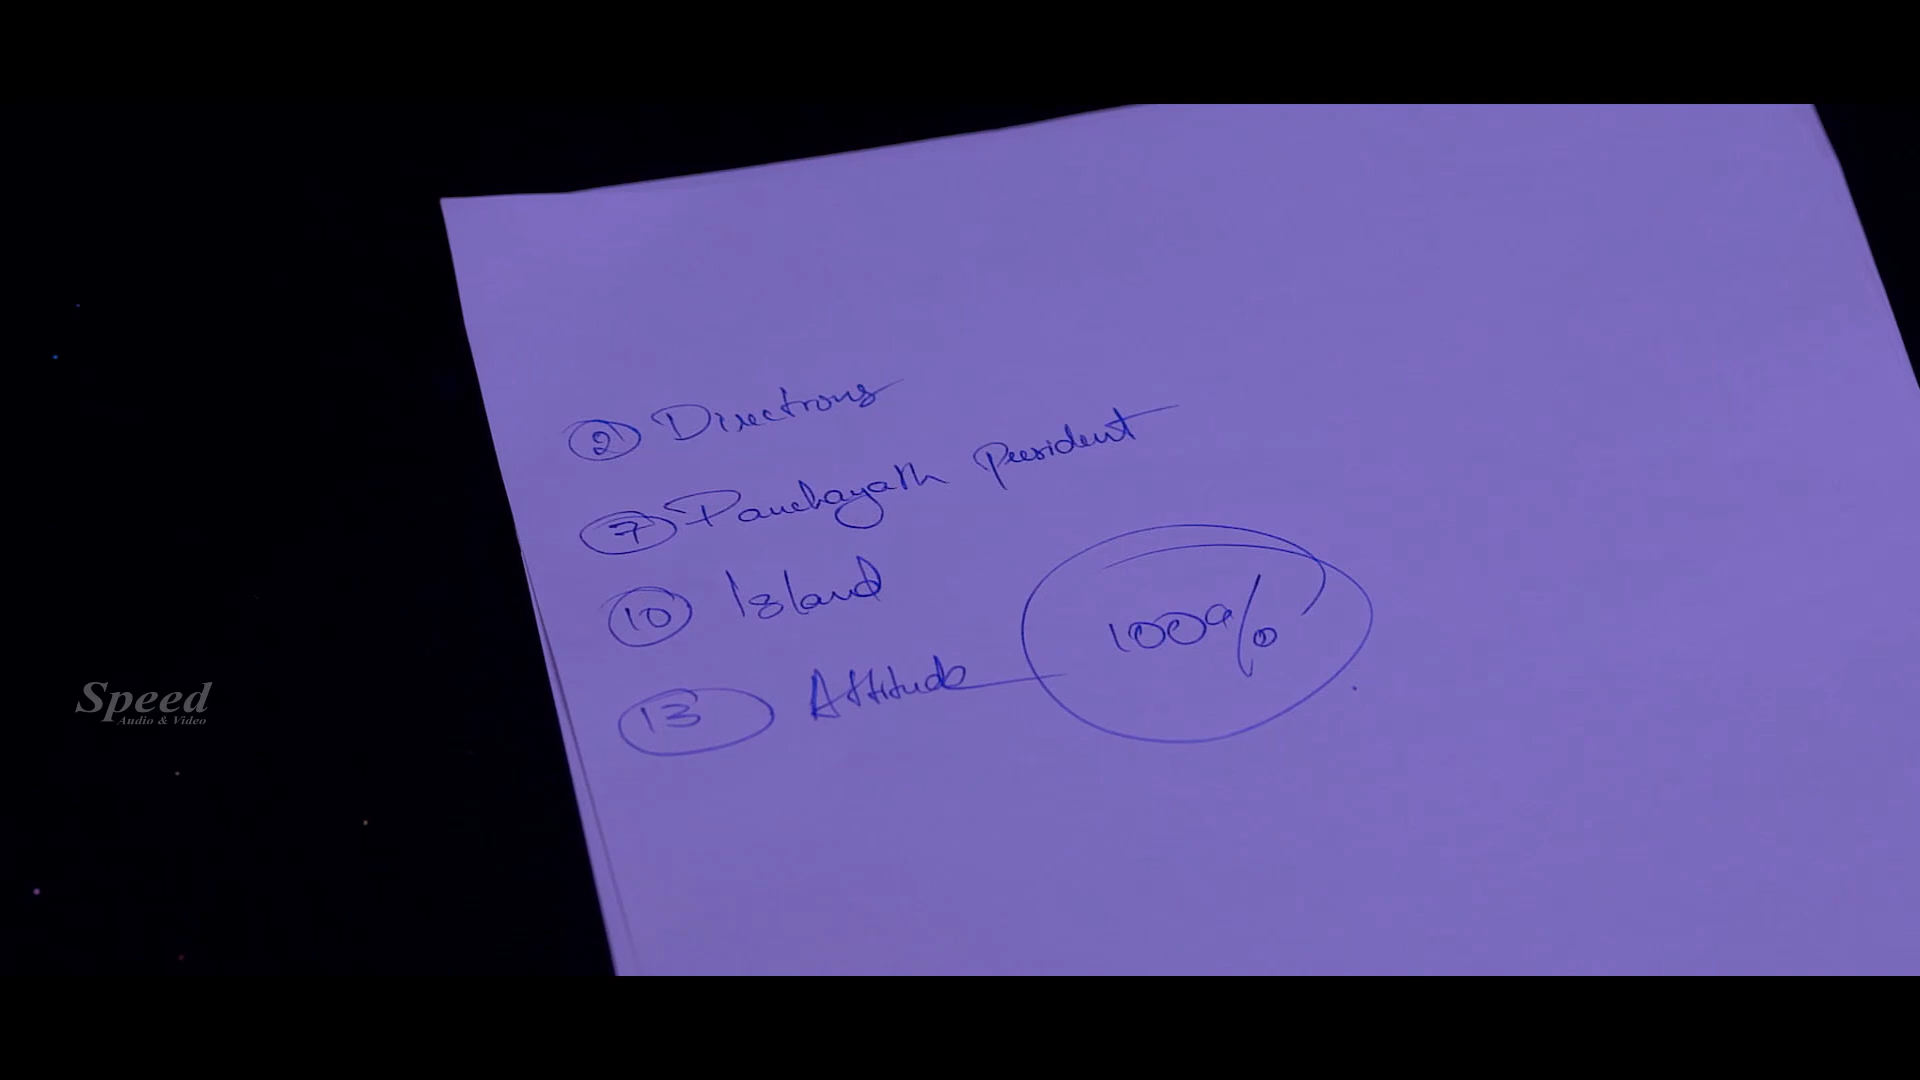 2 Directions
7 Panchayath president
10 Island
13 Attitude 100%
Speed
Audio & Video